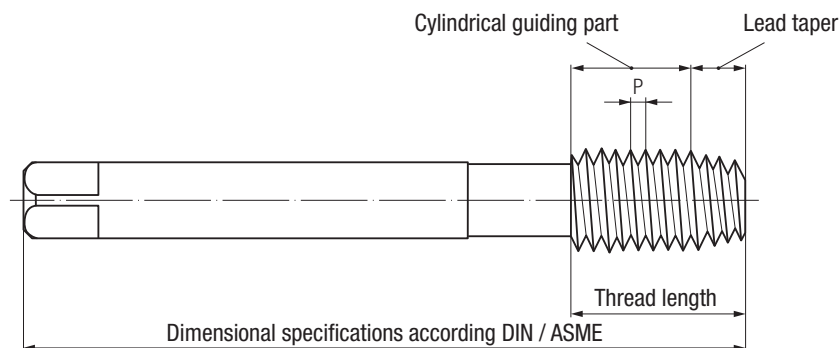 Cylindrical guiding part
Lead taper
P
Thread length
Dimensional specifications according DIN / ASME